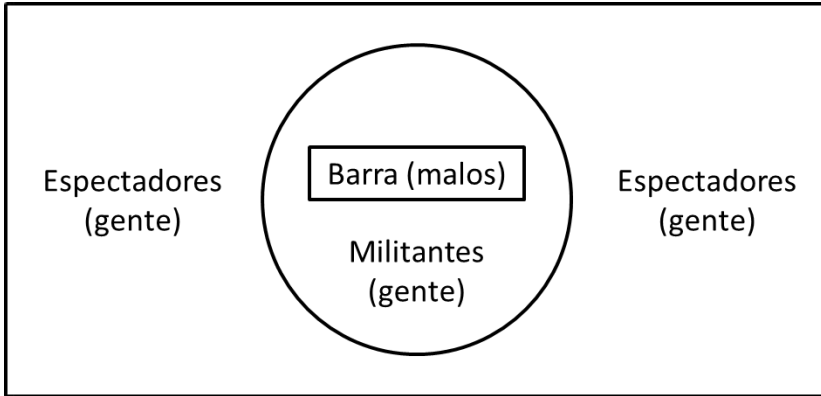 Barra (malos)
Espectadores
(gente)
Militantes
(gente)
Espectadores
(gente)